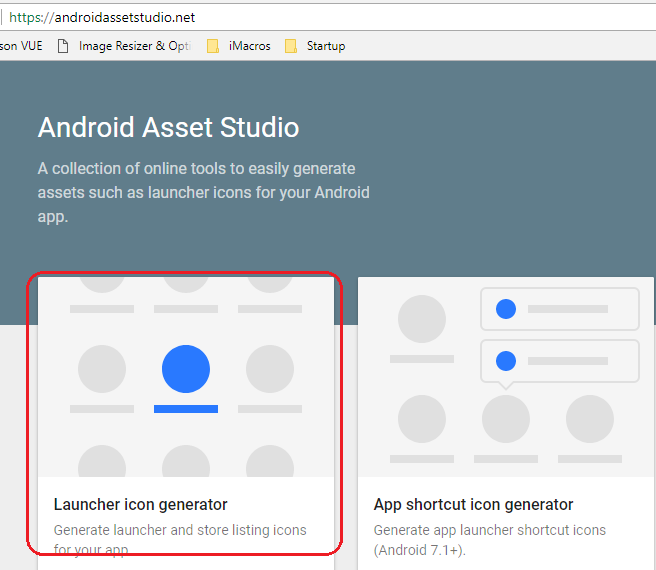 https://androidassetstudio.net
son VUE Image Resizer & Opti iMacros Startup
Android Asset Studio
A collection of online tools to easily generate
assets such as launcher icons for your Android
app.
Launcher icon generator
Generate launcher and store listing icons
for your app
App shortcut icon generator
Generate app launcher shortcut icons
(Android 7.1+).